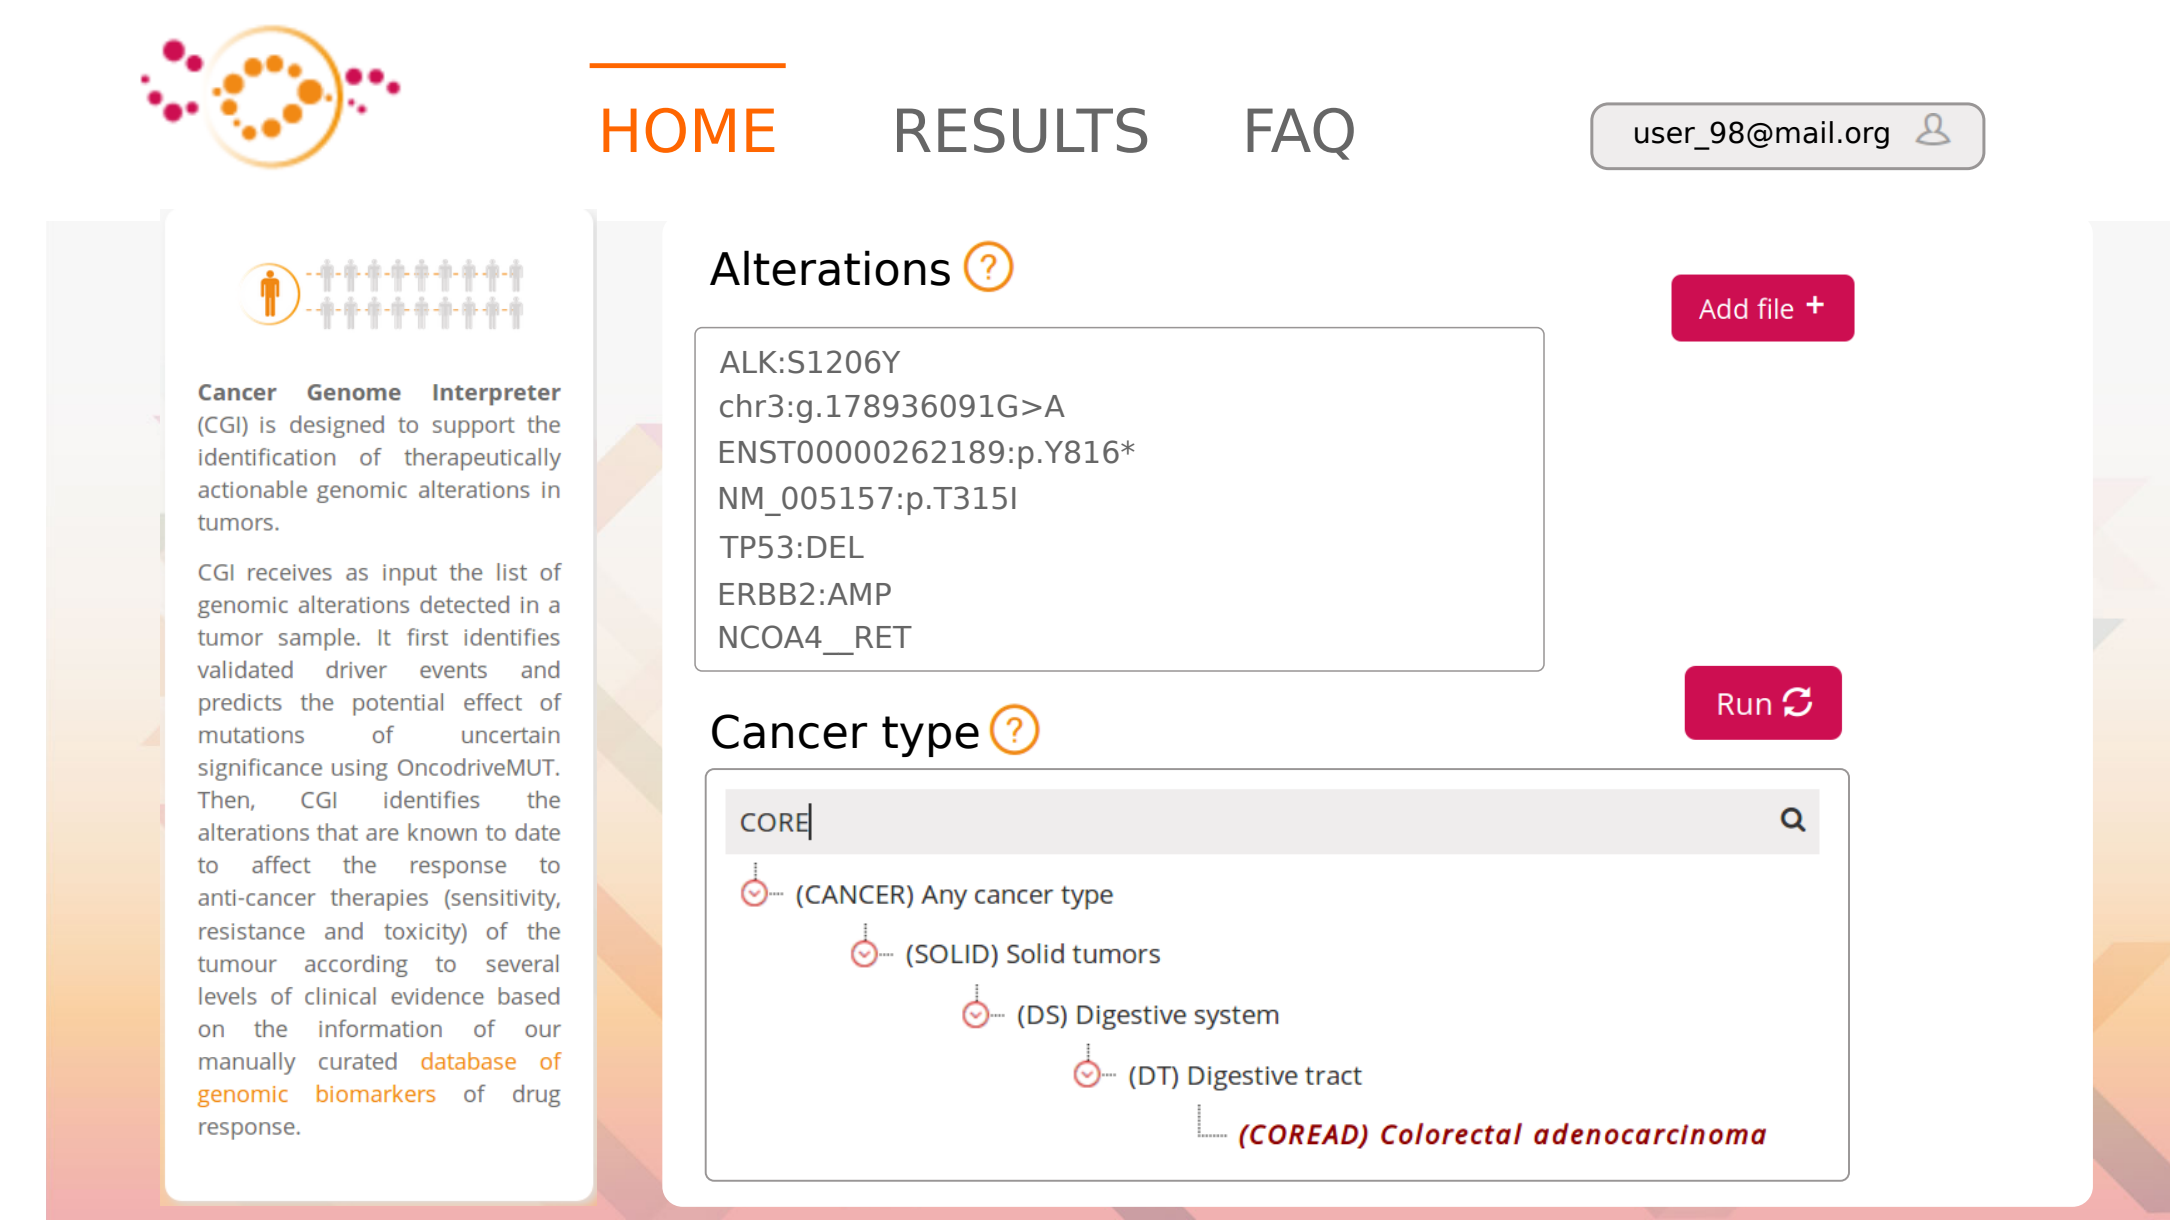 HOME RESULTS FAQ user_98@mail.org
Cancer Genome Interpreter
(CGI) is designed to support the
identification of therapeutically
actionable genomic alterations in
tumors.
CGI receives as input the list of
genomic alterations detected in a
tumor sample. It first identifies
validated driver events and
predicts the potential effect of
mutations of uncertain
significance using OncodriveMUT.
Then, CGI identifies the
alterations that are known to date
to affect the response to
anti-cancer therapies (sensitivity,
resistance and toxicity) of the
tumour according to several
levels of clinical evidence based
on the information of our
manually curated database of
genomic biomarkers of drug
response.
Alterations ?
Add file +
ALK:S1206Y
chr3:g.178936091G>A
ENST00000262189:p.Y816*
NM_005157:p.T315I
TP53:DEL
ERBB2:AMP
NCOA4__RET
Run
Cancer type ?
CORE
(CANCER) Any cancer type
(SOLID) Solid tumors
(DS) Digestive system
(DT) Digestive tract
(COREAD) Colorectal adenocarcinoma